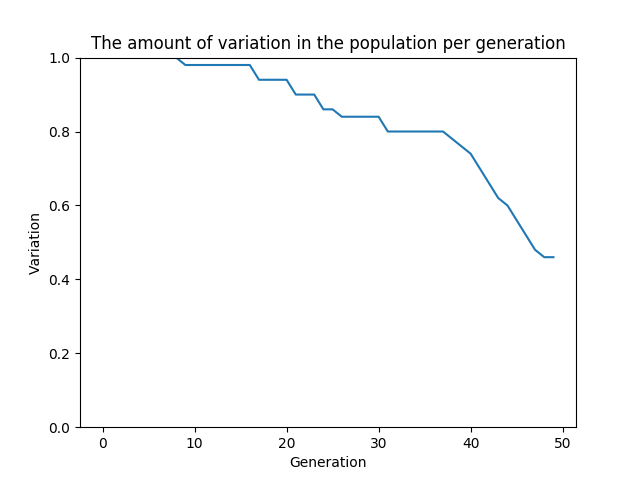 The amount of variation in the population per generation
1.0
0.8
0.6
0.4
0.2
0.0
Variation
0 10 20 30 40 50
Generation